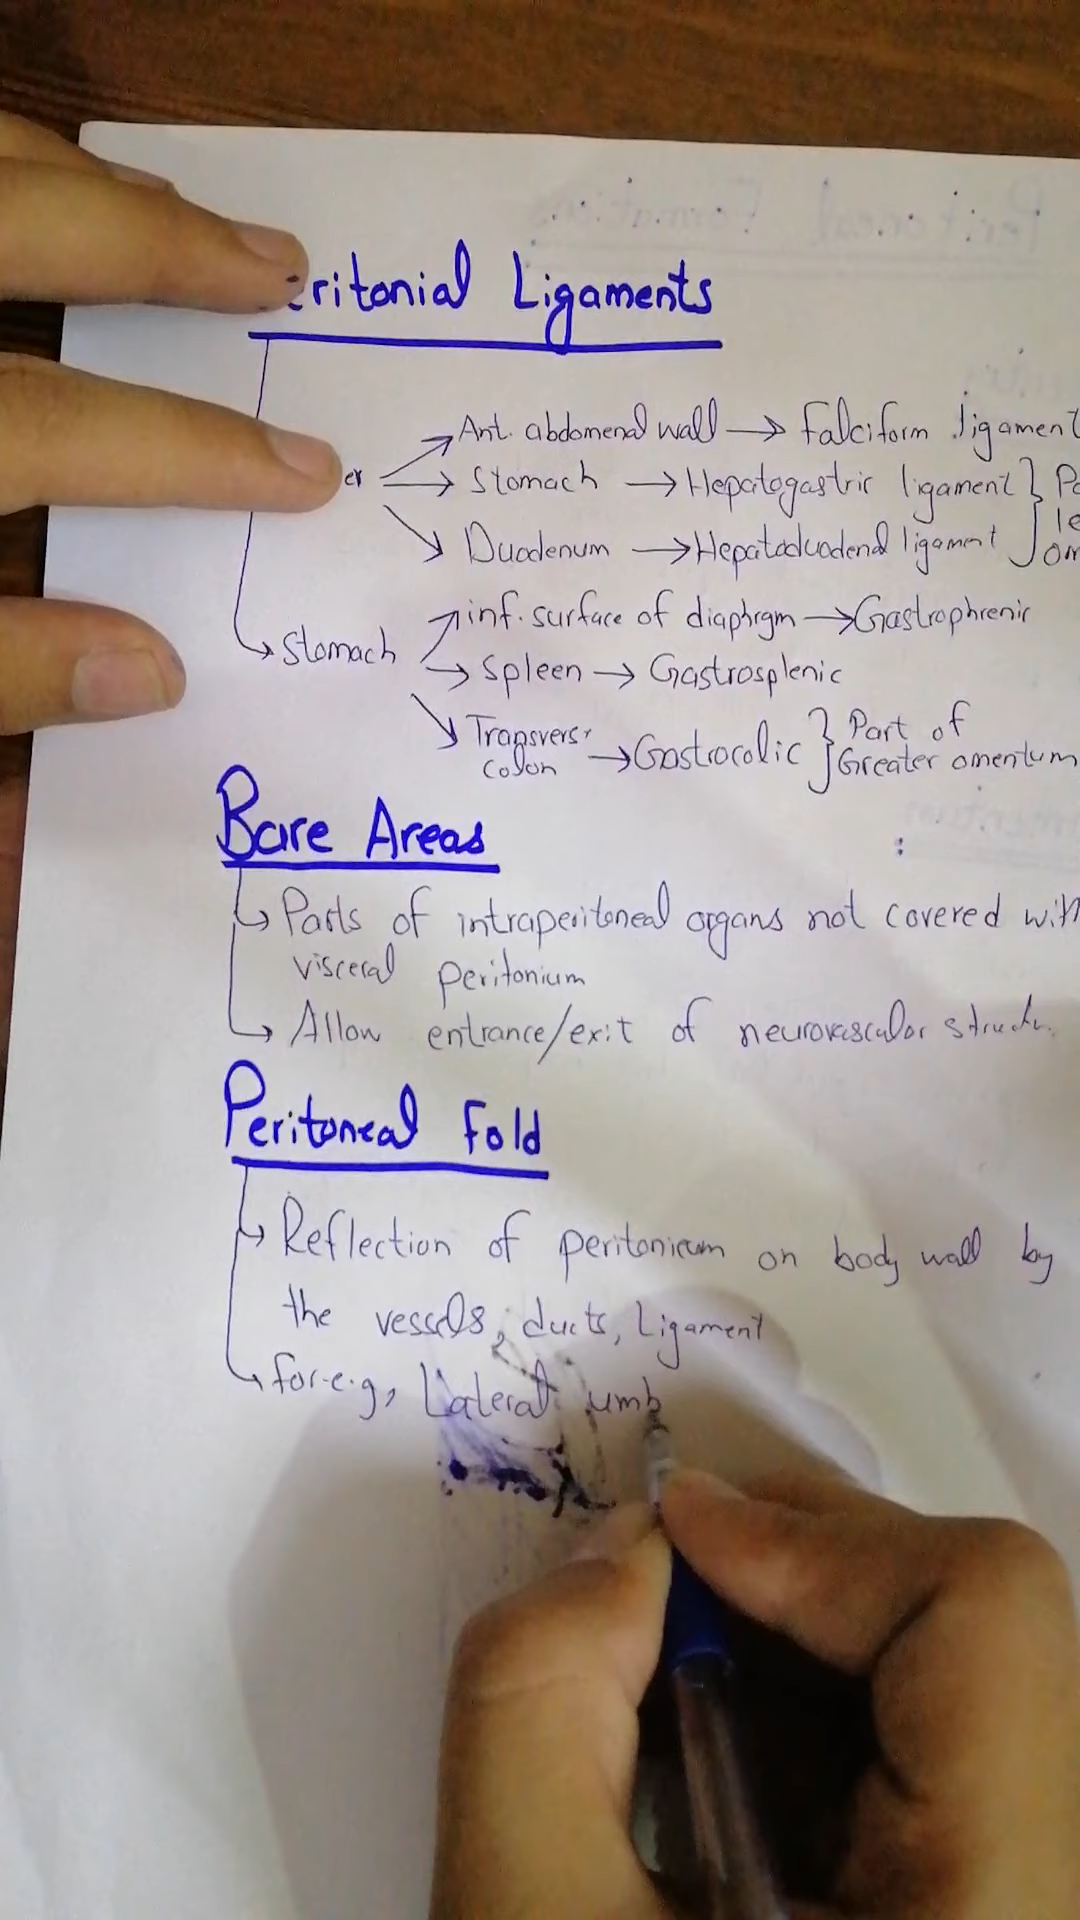 eritonial Ligaments
Ant. abdomenal wall → Falciform ligament
er → Stomach → Hepatogastric ligament }
Duodenum → Hepatoduodenal ligament
inf. surface of diaphrgm → Gastrophrenic
Stomach
→ Spleen → Gastrosplenic
Transvers → Gastrocolic } Part of
colon Greater omentum
Bare Areas
Parts of intraperitoneal organs not covered with
visceral peritonium
Allow entrance/exit of neurovascular
Peritoneal Fold
Reflection of peritonium on body wall by
the vessels, ducts, Ligament
for e.g, Lateral umb